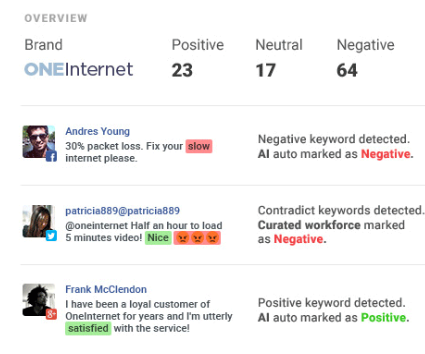 OVERVIEW
Brand Positive Neutral Negative
ONEInternet 23 17 64
Andres Young
30% packet loss. Fix your slow
internet please.
Negative keyword detected.
AI auto marked as Negative.
patricia889@patricia889
@oneinternet Half an hour to load
5 minutes video! Nice 😡 😡 😡
Contradict keywords detected.
Curated workforce marked
as Negative.
Frank McClendon
I have been a loyal customer of
OneInternet for years and I'm utterly
satisfied with the service!
Positive keyword detected.
AI auto marked as Positive.